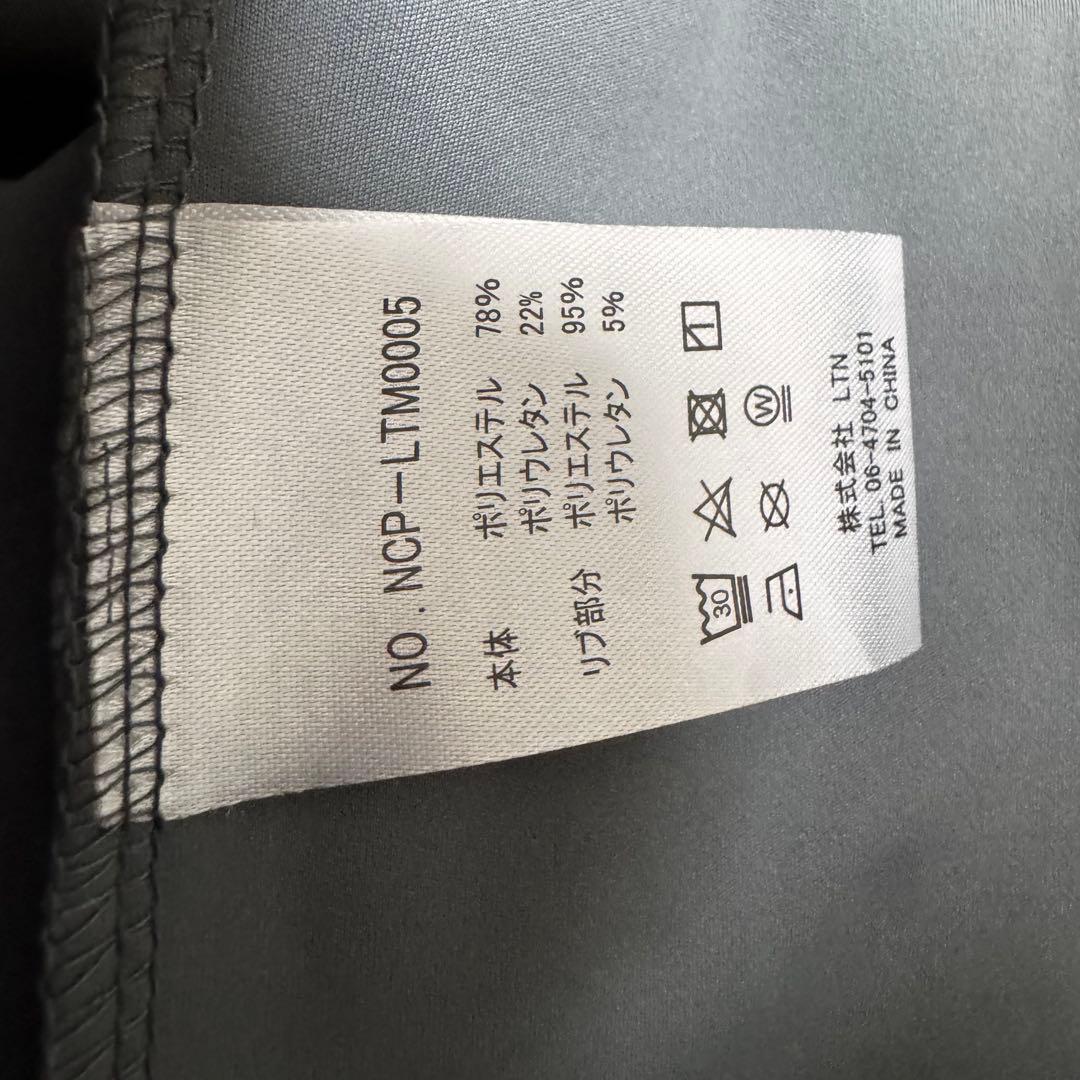 NO.NCP-LTM0005
本体 ポリエステル 78%
ポリウレタン 22%
リブ部分 ポリエステル 95%
ポリウレタン 5%
30
W
株式会社 LTN
TEL.06-4704-5101
MADE IN CHINA